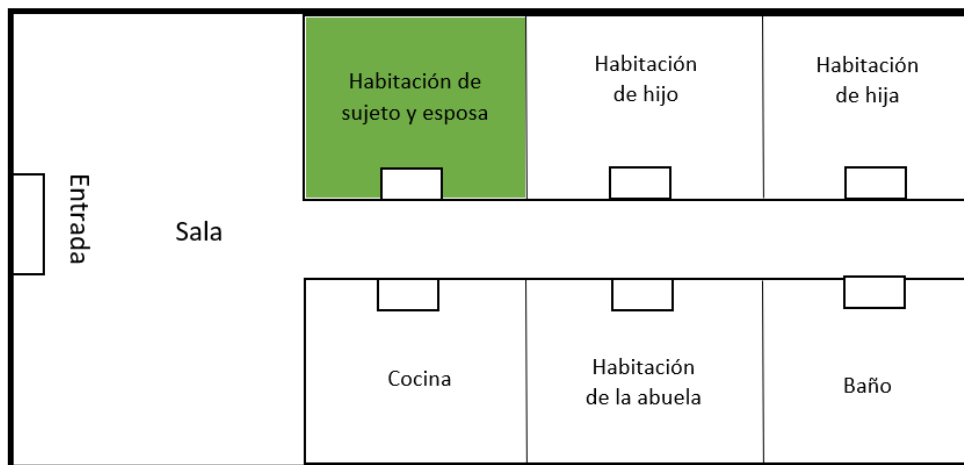 Entrada
Sala
Habitación de
sujeto y esposa
Habitación
de hijo
Habitación
de hija
Cocina
Habitación
de la abuela
Baño